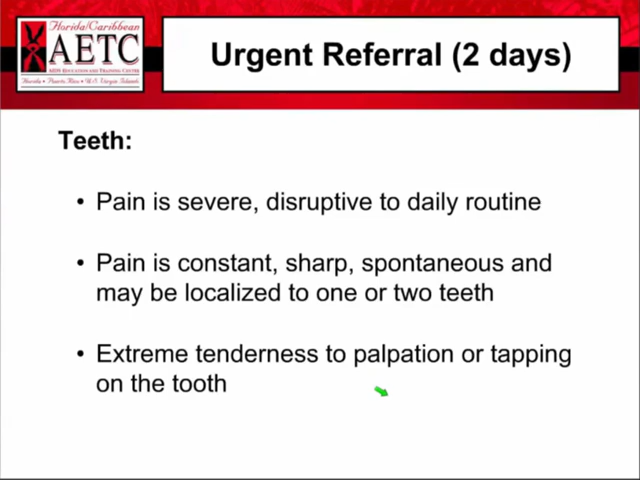 Florida/Caribbean
AETC
AIDS EDUCATION AND TRAINING CENTER
Florida • Puerto Rico • U.S. Virgin Islands
Urgent Referral (2 days)
Teeth:
• Pain is severe, disruptive to daily routine
• Pain is constant, sharp, spontaneous and
may be localized to one or two teeth
• Extreme tenderness to palpation or tapping
on the tooth